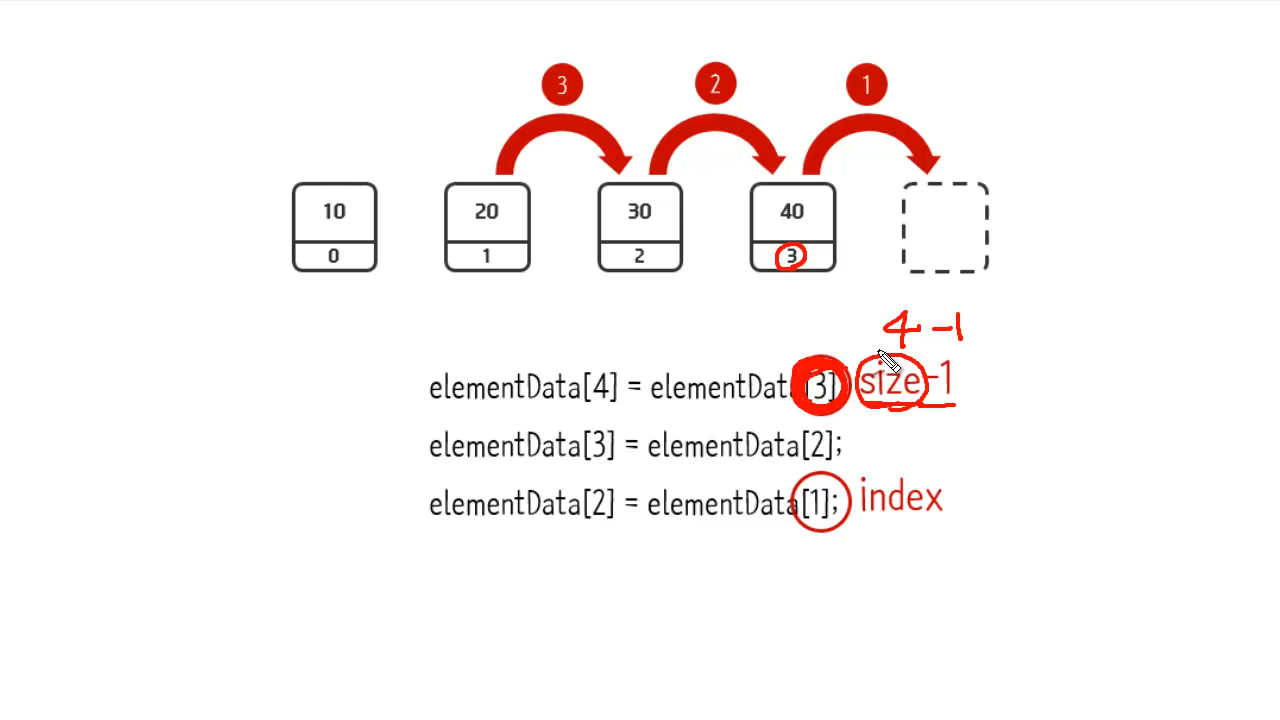 3 2 1
10 20 30 40
0 1 2 3
4-1
elementData[4] = elementData[3] size-1
elementData[3] = elementData[2];
elementData[2] = elementData[1]; index